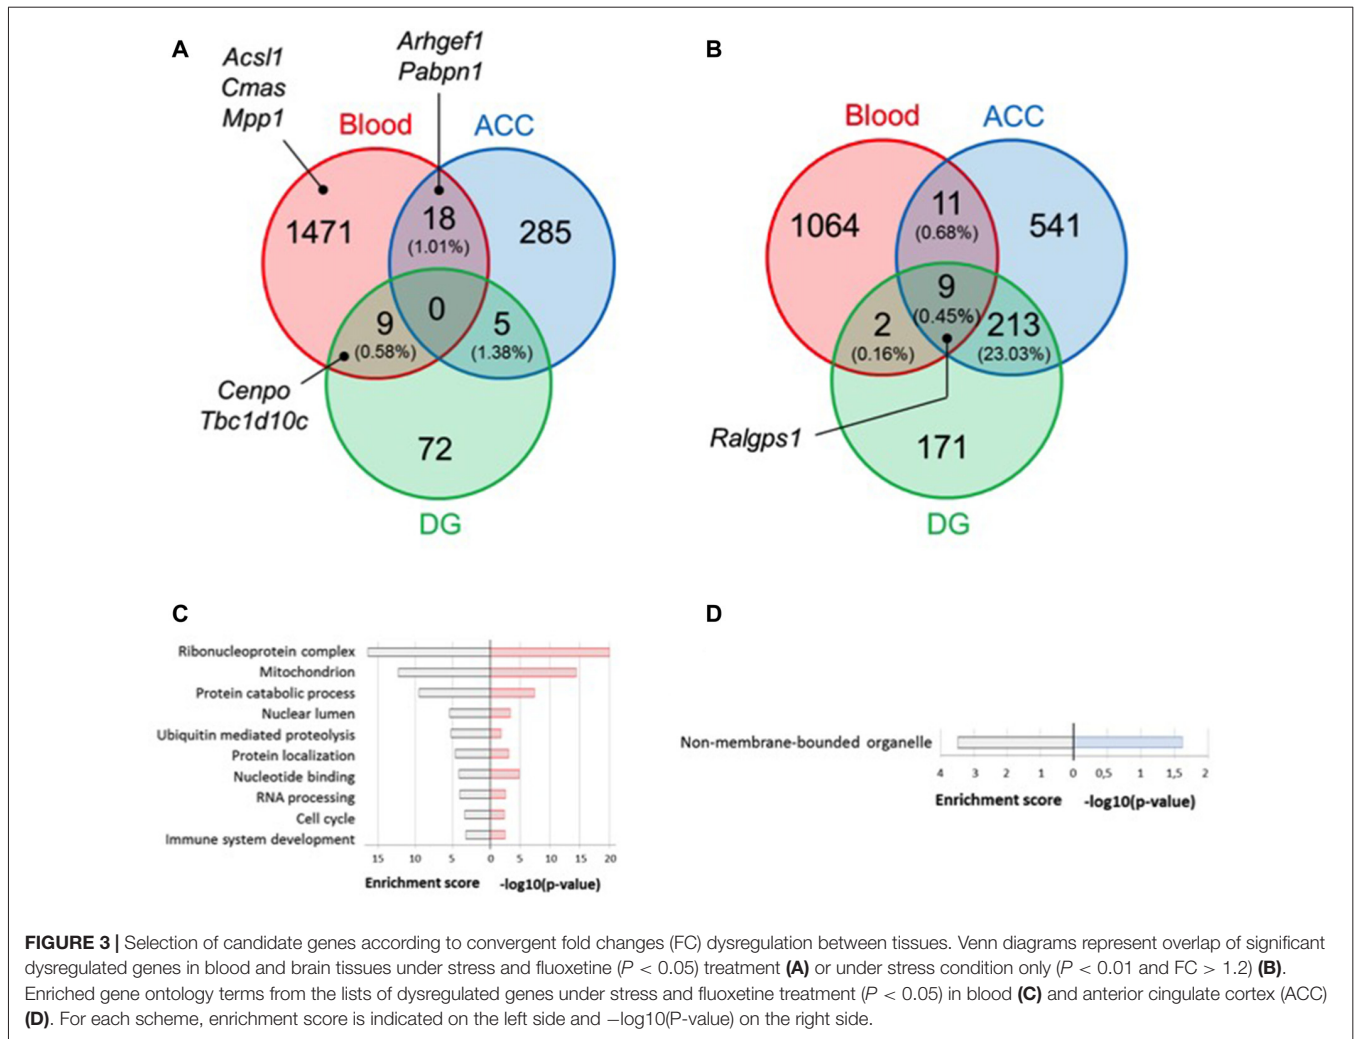 A
Acsl1
Cmas
Mpp1
Arhgef1
Pabpn1
Blood
ACC
1471
18
(1.01%)
285
0
9
(0.58%)
5
(1.38%)
Cenpo
Tbc1d10c
72
DG
B
Blood
ACC
1064
11
(0.68%)
541
9
(0.45%)
2
(0.16%)
213
(23.03%)
Ralgps1
171
DG
C
Ribonucleoprotein complex
Mitochondrion
Protein catabolic process
Nuclear lumen
Ubiquitin mediated proteolysis
Protein localization
Nucleotide binding
RNA processing
Cell cycle
Immune system development
15 10 5 0 5 10 15 20
Enrichment score -log10(p-value)
D
Non-membrane-bounded organelle
4 3 2 1 0 0,5 1 1,5 2
Enrichment score -log10(p-value)
FIGURE 3 | Selection of candidate genes according to convergent fold changes (FC) dysregulation between tissues. Venn diagrams represent overlap of significant
dysregulated genes in blood and brain tissues under stress and fluoxetine (P < 0.05) treatment (A) or under stress condition only (P < 0.01 and FC > 1.2) (B).
Enriched gene ontology terms from the lists of dysregulated genes under stress and fluoxetine treatment (P < 0.05) in blood (C) and anterior cingulate cortex (ACC)
(D). For each scheme, enrichment score is indicated on the left side and −log10(P-value) on the right side.